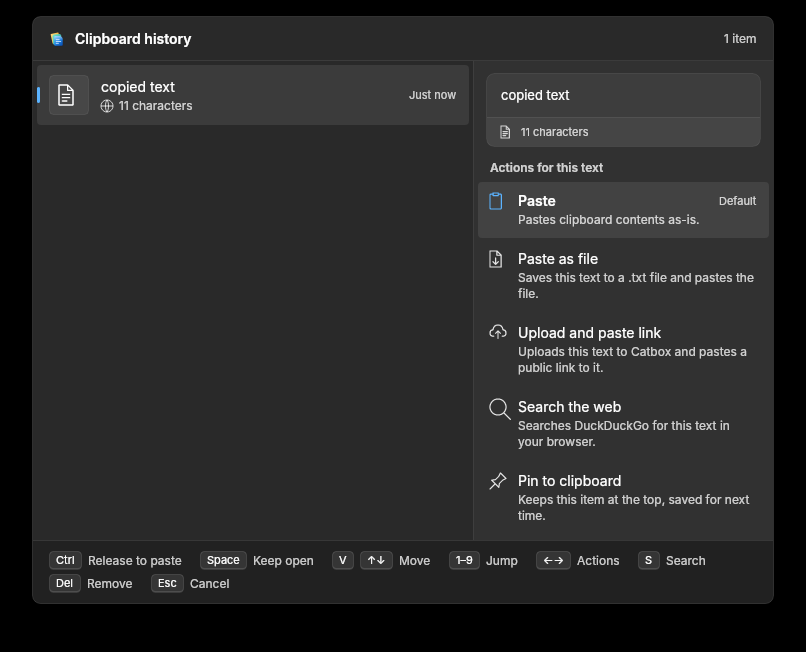 Clipboard history
1 item
copied text
11 characters
Just now
copied text
11 characters
Actions for this text
Paste
Default
Pastes clipboard contents as-is.
Paste as file
Saves this text to a .txt file and pastes the
file.
Upload and paste link
Uploads this text to Catbox and pastes a
public link to it.
Search the web
Searches DuckDuckGo for this text in
your browser.
Pin to clipboard
Keeps this item at the top, saved for next
time.
Ctrl Release to paste Space Keep open V ↑↓ Move 1–9 Jump ←→ Actions S Search
Del Remove Esc Cancel